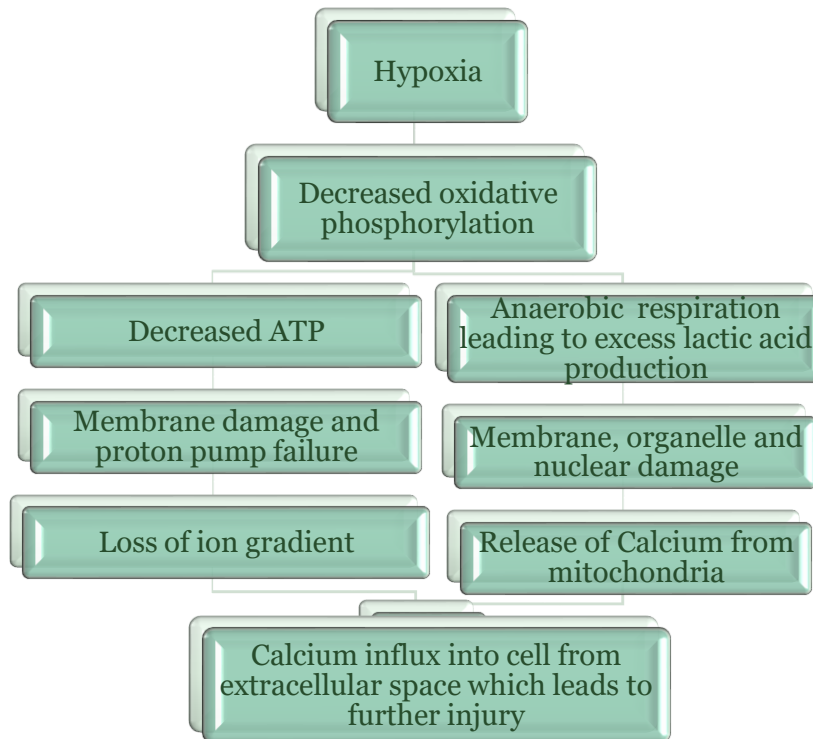 Hypoxia
Decreased oxidative
phosphorylation
Decreased ATP
Membrane damage and
proton pump failure
Loss of ion gradient
Anaerobic respiration
leading to excess lactic acid
production
Membrane, organelle and
nuclear damage
Release of Calcium from
mitochondria
Calcium influx into cell from
extracellular space which leads to
further injury